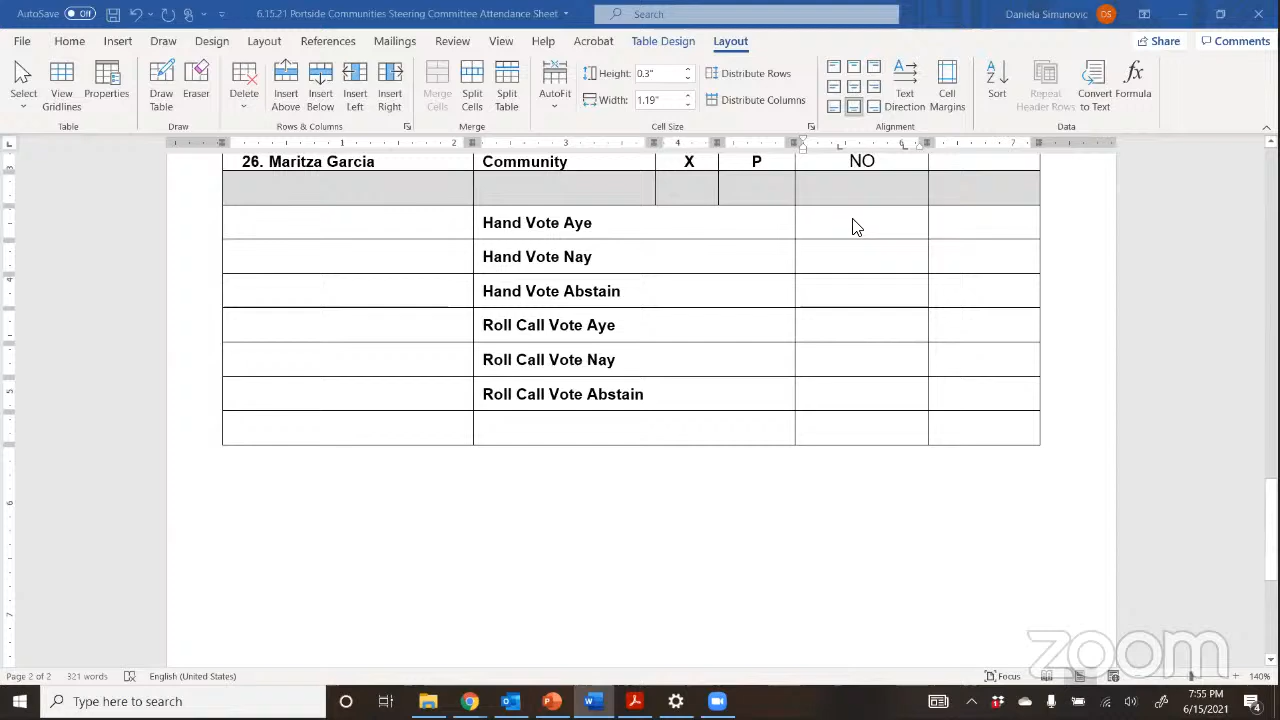 AutoSave Off 6.15.21 Portside Communities Steering Committee Attendance Sheet Search Daniela Simunovic DS
File Home Insert Draw Design Layout References Mailings Review View Help Acrobat Table Design Layout Share Comments
Select View Gridlines Properties Draw Table Eraser Delete Insert Above Insert Below Insert Left Insert Right Merge Cells Split Cells Split Table AutoFit Height: 0.3" Width: 1.19" Distribute Rows Distribute Columns Text Direction Cell Margins Sort Repeat Header Rows Convert to Text Formula
Table Draw Rows & Columns Merge Cell Size Alignment Data
1 2 3 4 6 7
26. Maritza Garcia Community X P NO
Hand Vote Aye
Hand Vote Nay
Hand Vote Abstain
Roll Call Vote Aye
Roll Call Vote Nay
Roll Call Vote Abstain
zoom
Page 2 of 2 321 words English (United States) Focus 140%
Type here to search 7:55 PM
6/15/2021